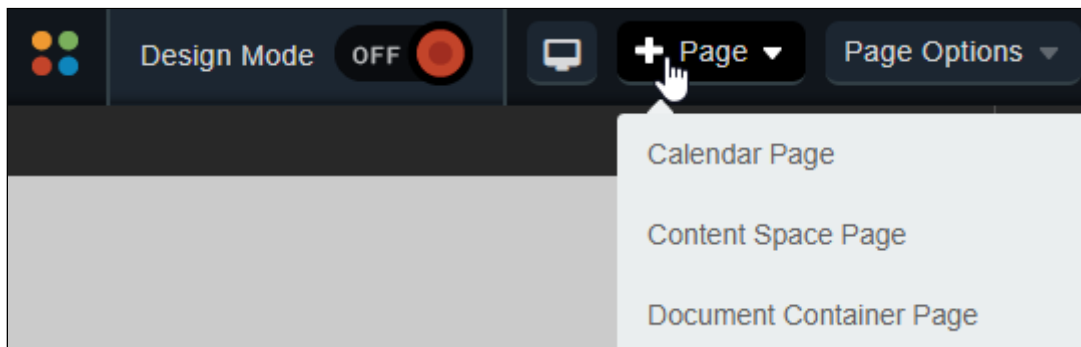 Design Mode OFF + Page Page Options
Calendar Page
Content Space Page
Document Container Page